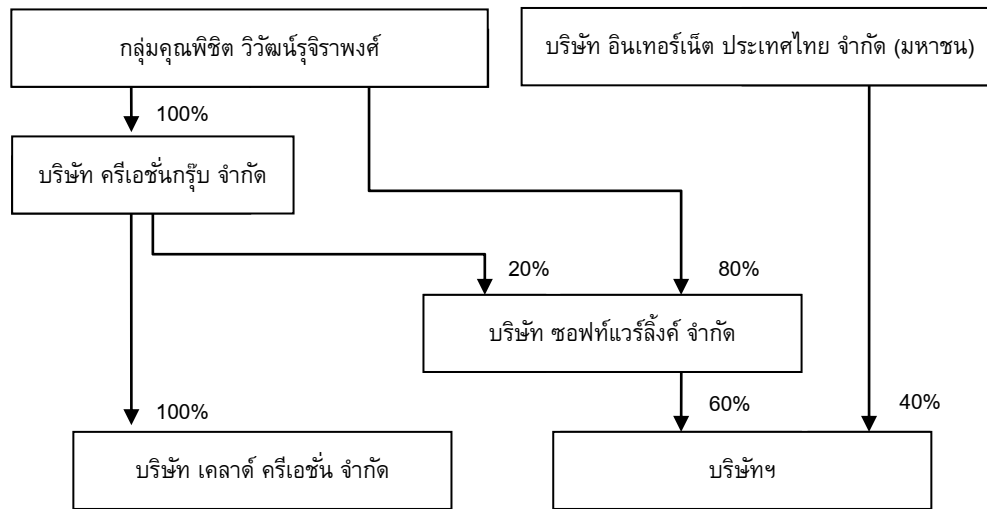 กลุ่มคุณพิชิต วิวัฒน์รุจิราพงศ์
บริษัท อินเทอร์เน็ต ประเทศไทย จำกัด (มหาชน)
100%
บริษัท ครีเอชั่นกรุ๊บ จำกัด
20%
80%
บริษัท ซอฟท์แวร์ลิ้งค์ จำกัด
100%
60%
40%
บริษัท เคลาด์ ครีเอชั่น จำกัด
บริษัทฯ